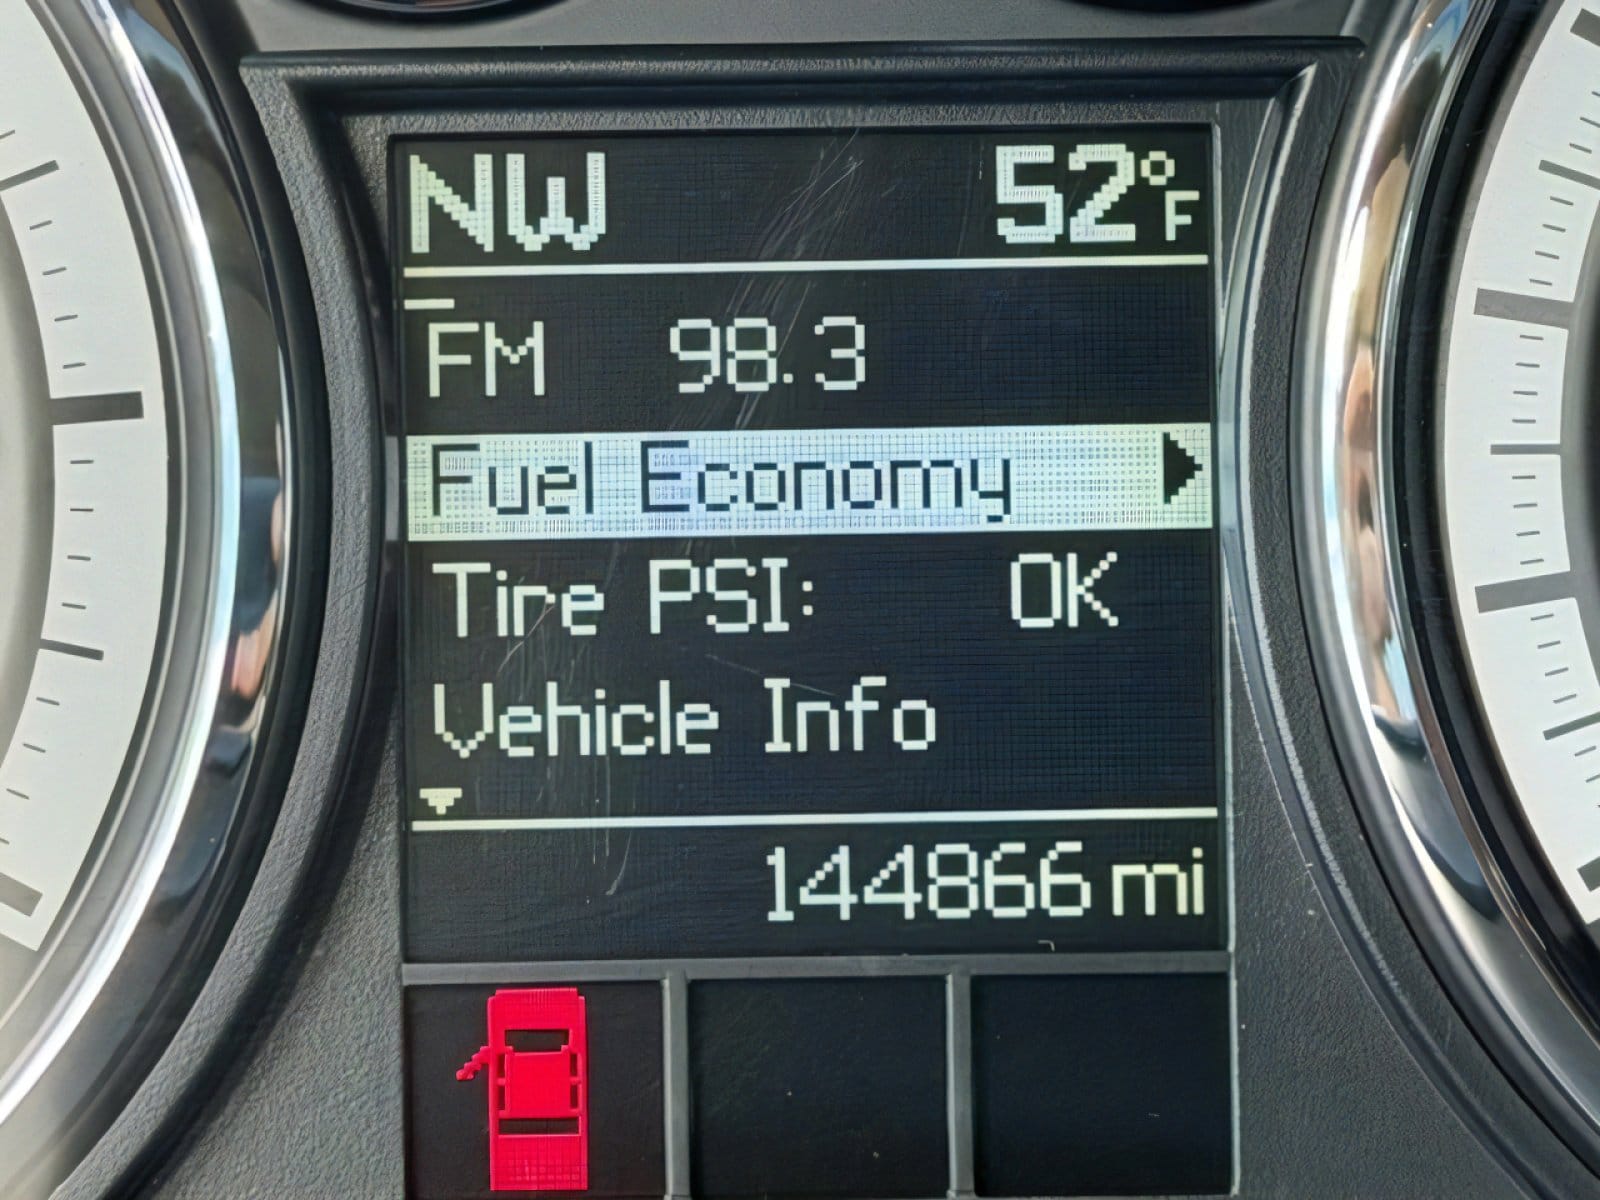 NW 52°F
FM 98.3
Fuel Economy
Tire PSI: OK
Vehicle Info
144866 mi